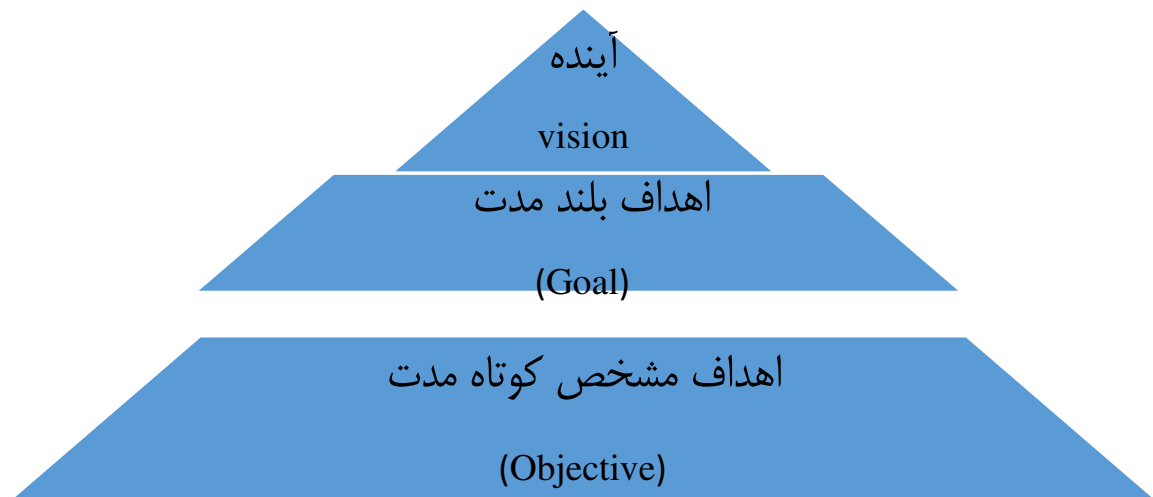 آینده
vision
اهداف بلند مدت
(Goal)
اهداف مشخص کوتاه مدت
(Objective)